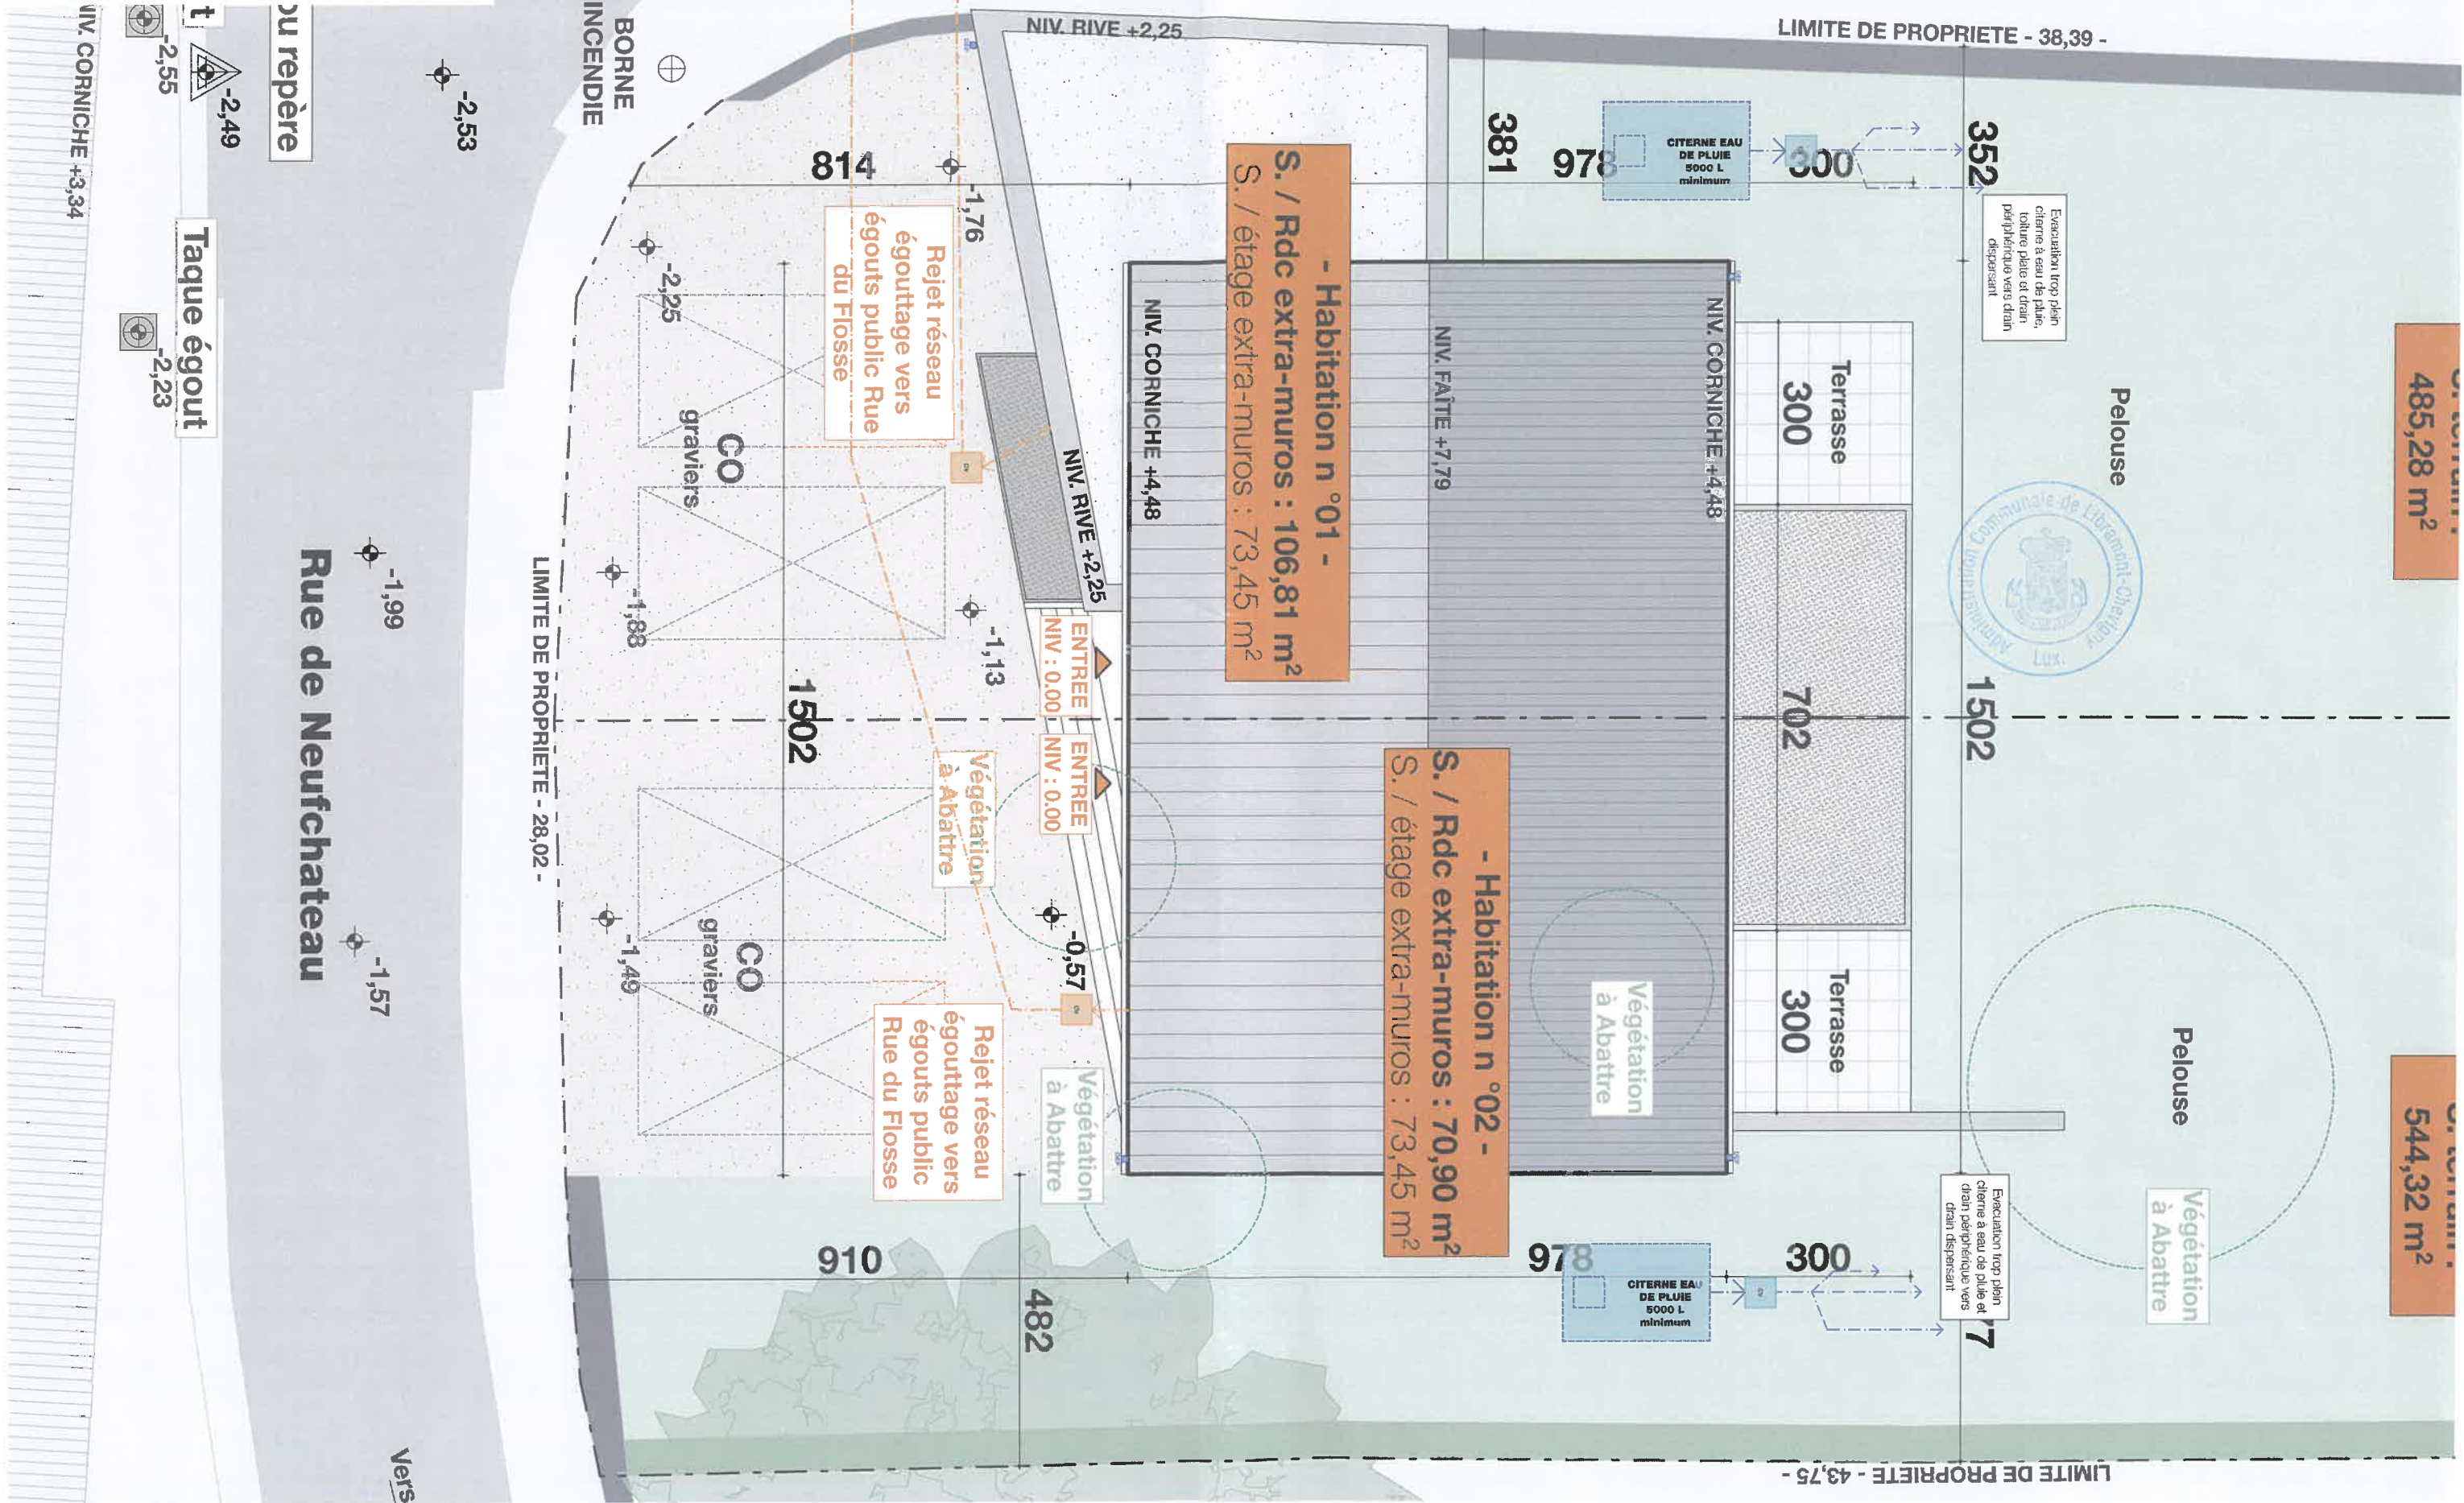 LIMITE DE PROPRIETE - 38,39 -
NIV. RIVE +2,25
BORNE
INCENDIE
ou repère
-2,53
-2,49
-2,55
NIV. CORNICHE +3,34
Taque égout
-2,23
Rue de Neufchateau
-1,99
-1,57
Vers
LIMITE DE PROPRIETE - 28,02 -
814
-1,76
-2,25
Rejet réseau
égouttage vers
égouts public Rue
du Flosse
CO
graviers
-1,88
-1,13
1502
NIV. RIVE +2,25
ENTREE
NIV : 0.00
ENTREE
NIV : 0.00
Végétation
à Abattre
-0,57
-1,49
CO
graviers
Rejet réseau
égouttage vers
égouts public
Rue du Flosse
Végétation
à Abattre
910
482
NIV. CORNICHE +4,48
- Habitation n °01 -
S. / Rdc extra-muros : 106,81 m²
S. / étage extra-muros : 73,45 m²
NIV. FAÎTE +7,79
NIV. CORNICHE +4,48
- Habitation n °02 -
S. / Rdc extra-muros : 70,90 m²
S. / étage extra-muros : 73,45 m²
Végétation
à Abattre
381
978
CITERNE EAU
DE PLUIE
5000 L
minimum
300
352
Evacuation trop plein
citerne à eau de pluie,
toiture plate et drain
périphérique vers drain
dispersant
Terrasse
300
702
Terrasse
300
1502
Pelouse
485,28 m²
Administration Communale de Libramont-Chevigny
Lux.
Pelouse
544,32 m²
Végétation
à Abattre
978
CITERNE EAU
DE PLUIE
5000 L
minimum
300
Evacuation trop plein
citerne à eau de pluie et
drain périphérique vers
drain dispersant
77
LIMITE DE PROPRIETE - 43,75 -